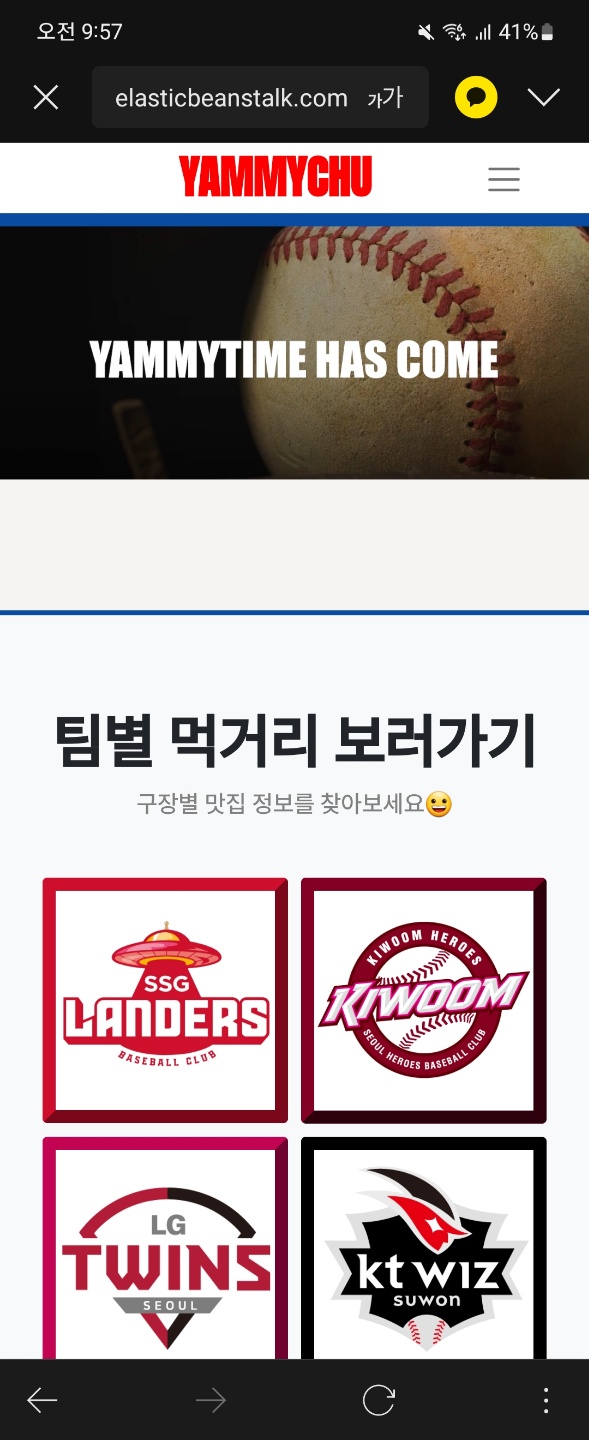 오전 9:57
41%
elasticbeanstalk.com 가가
YAMMYCHU
YAMMYTIME HAS COME
팀별 먹거리 보러가기
구장별 맛집 정보를 찾아보세요😀
SSG
LANDERS
BASEBALL CLUB
KIWOOM HEROES
KIWOOM
SEOUL HEROES BASEBALL CLUB
LG
TWINS
SEOUL
kt wiz
suwon